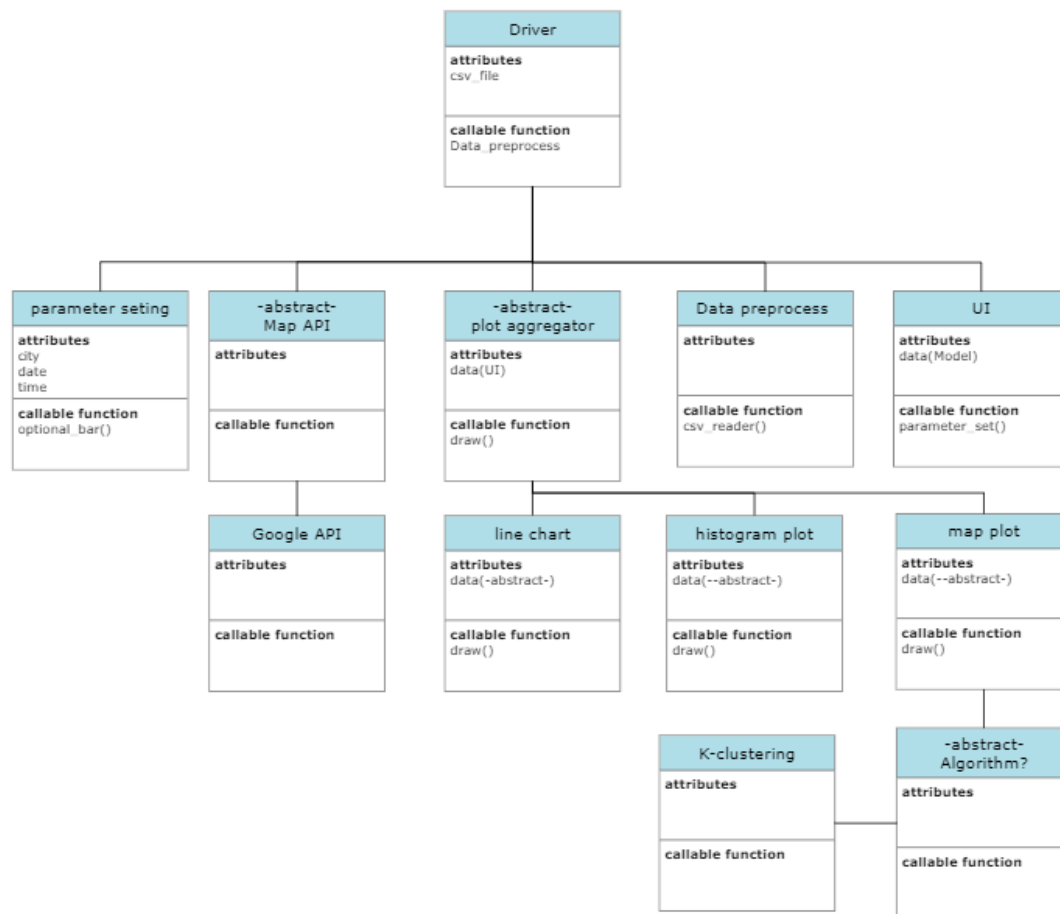 Driver
attributes
csv_file
callable function
Data_preprocess
parameter seting
attributes
city
date
time
callable function
optional_bar()
-abstract-
Map API
attributes
callable function
-abstract-
plot aggregator
attributes
data(UI)
callable function
draw()
Data preprocess
attributes
callable function
csv_reader()
UI
attributes
data(Model)
callable function
parameter_set()
Google API
attributes
callable function
line chart
attributes
data(-abstract-)
callable function
draw()
histogram plot
attributes
data(--abstract-)
callable function
draw()
map plot
attributes
data(--abstract-)
callable function
draw()
K-clustering
attributes
callable function
-abstract-
Algorithm?
attributes
callable function